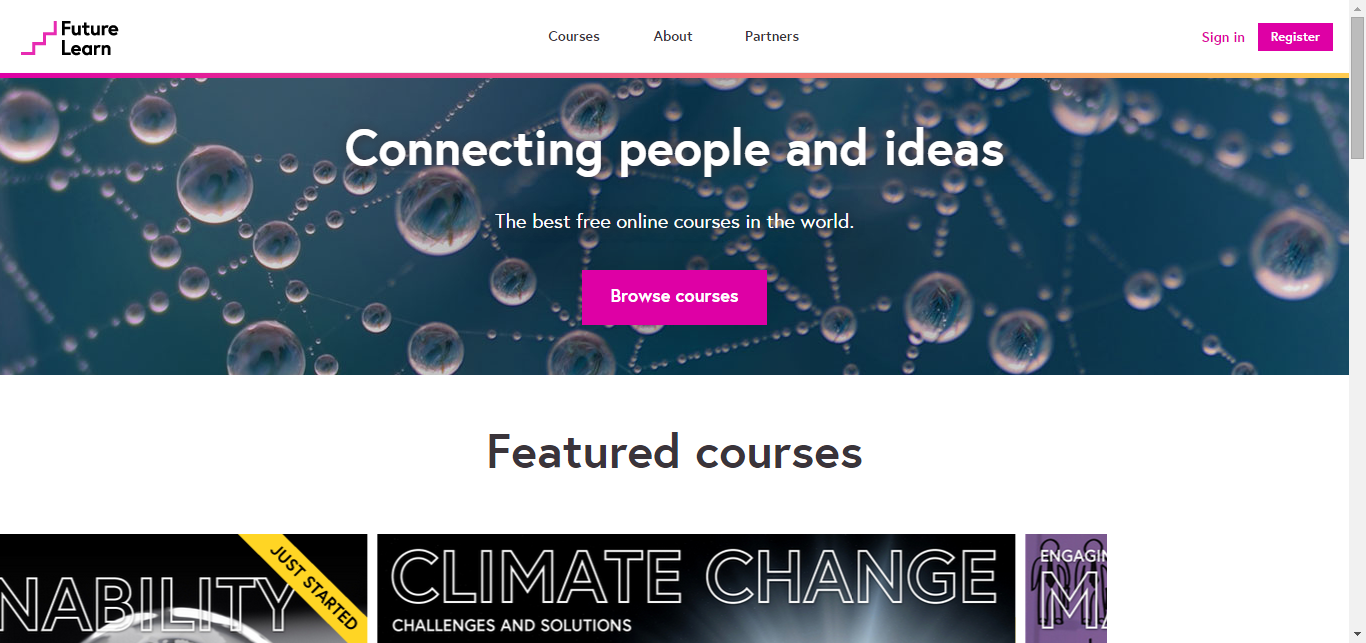 Future
Learn
Courses
About
Partners
Sign in
Register
Connecting people and ideas
The best free online courses in the world.
Browse courses
Featured courses
NABILITY
JUST STARTED
CLIMATE CHANGE
CHALLENGES AND SOLUTIONS